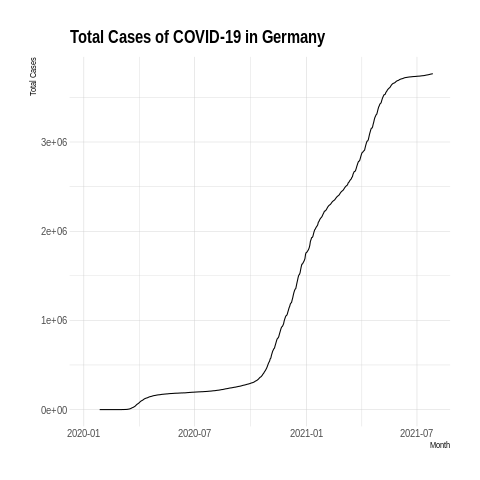 Total Cases of COVID-19 in Germany
Total Cases
3e+06
2e+06
1e+06
0e+00
2020-01
2020-07
2021-01
2021-07
Month